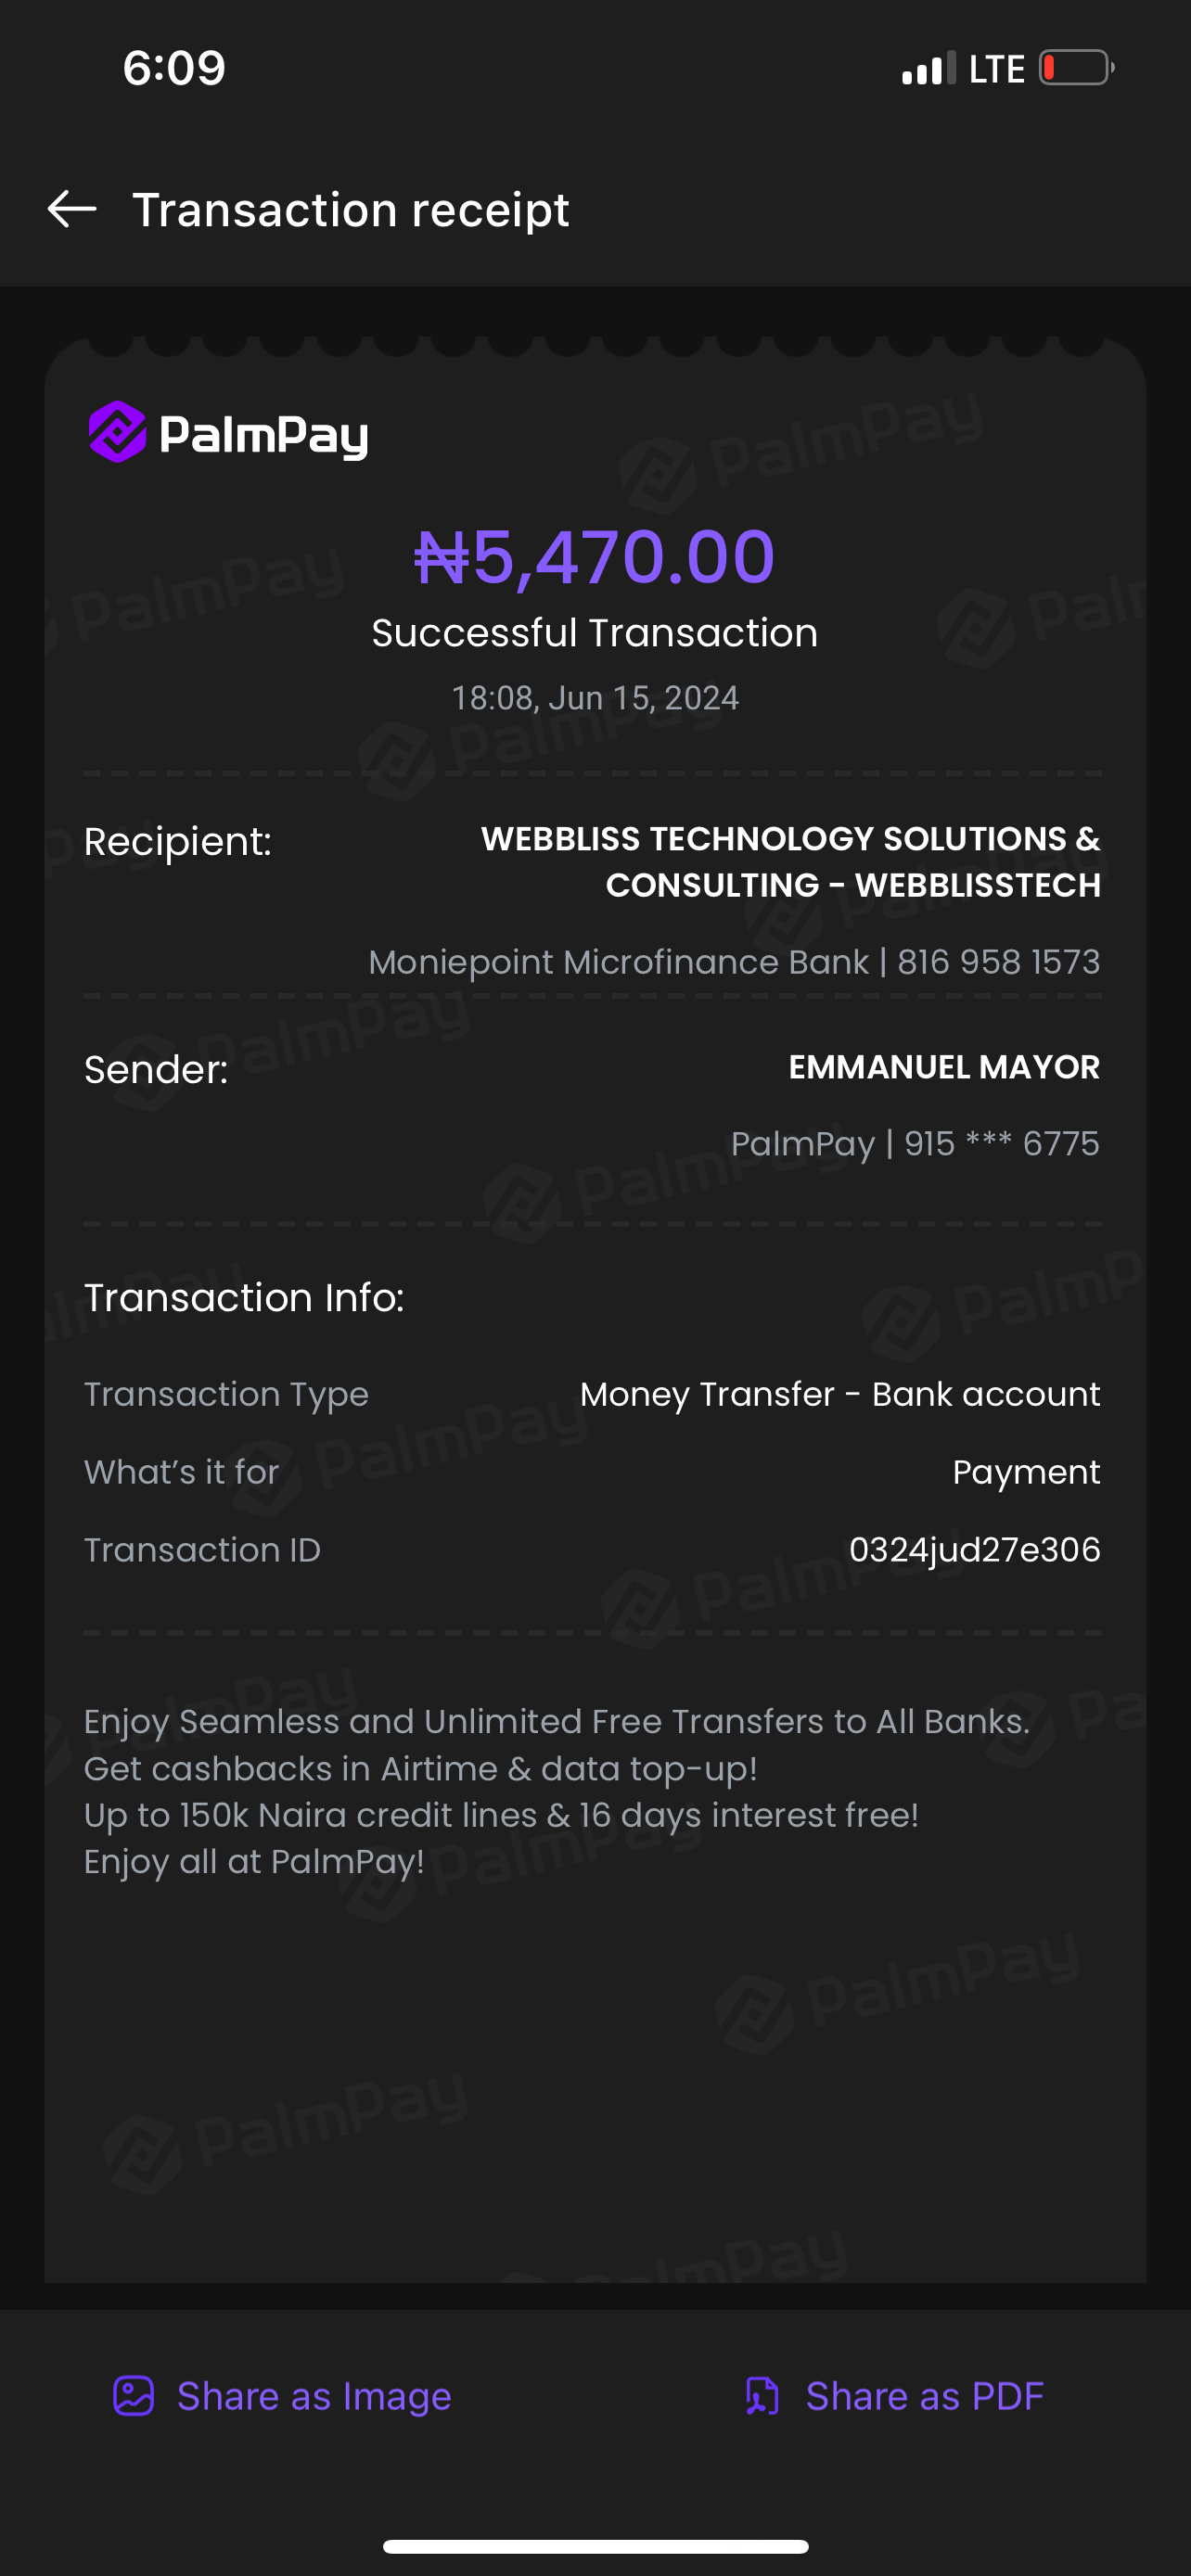 6:09 LTE
Transaction receipt
PalmPay
₦5,470.00
Successful Transaction
18:08, Jun 15, 2024
Recipient: WEBBLISS TECHNOLOGY SOLUTIONS &
CONSULTING - WEBBLISSTECH
Moniepoint Microfinance Bank | 816 958 1573
Sender: EMMANUEL MAYOR
PalmPay | 915 *** 6775
Transaction Info:
Transaction Type Money Transfer - Bank account
What's it for Payment
Transaction ID 0324jud27e306
Enjoy Seamless and Unlimited Free Transfers to All Banks.
Get cashbacks in Airtime & data top-up!
Up to 150k Naira credit lines & 16 days interest free!
Enjoy all at PalmPay!
Share as Image Share as PDF